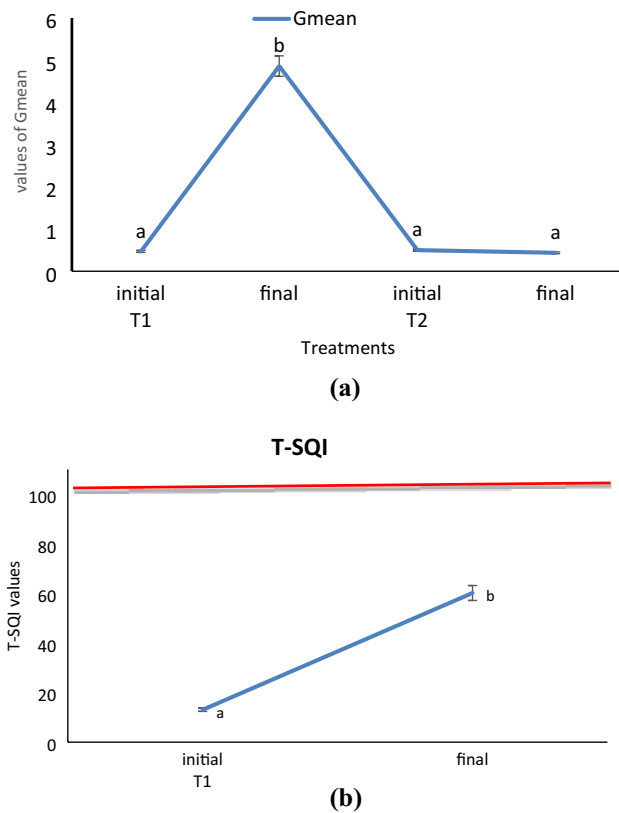 Gmean
values of Gmean
6
5
4
3
2
1
0
a
b
a
a
initial final initial final
T1 T2
Treatments
(a)
T-SQI
T-SQI values
100
80
60
40
20
0
a
b
initial final
T1
(b)